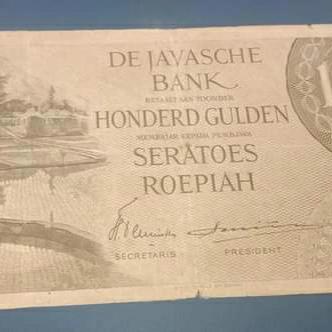 DE JAVASCHE
BANK
BETAALT AAN TOONDER
HONDERD GULDEN
MEMBAJAR KEPADA PEMBAWA
SERATOES
ROEPIAH
SECRETARIS PRESIDENT